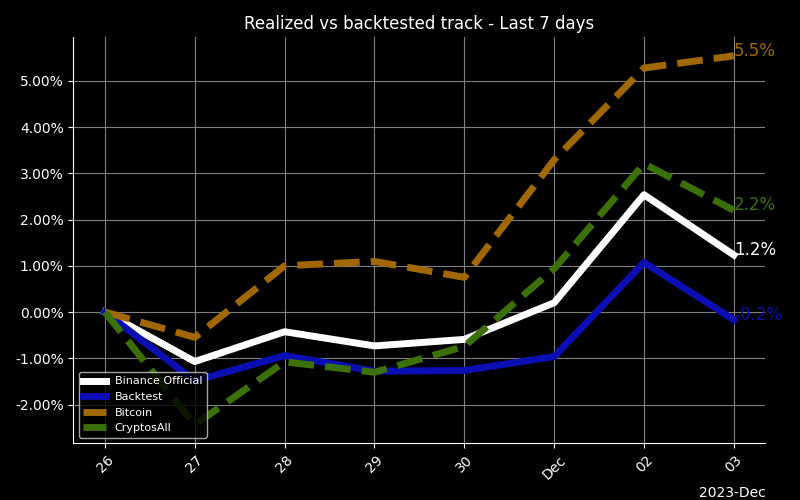 Realized vs backtested track - Last 7 days
5.5%
5.00%
4.00%
3.00%
2.2%
2.00%
1.2%
1.00%
0.00%
-0.2%
-1.00%
-2.00%
Binance Official
Backtest
Bitcoin
CryptosAll
26 27 28 29 30 Dec 02 03
2023-Dec